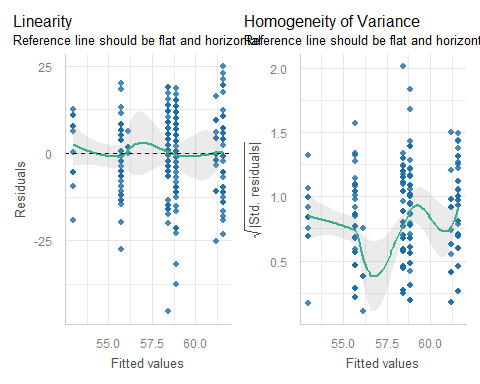 Linearity
Reference line should be flat and horizontal
Residuals
25
0
-25
55.0 57.5 60.0
Fitted values
Homogeneity of Variance
Reference line should be flat and horizont
√|Std. residuals|
2.0
1.5
1.0
0.5
55.0 57.5 60.0
Fitted values